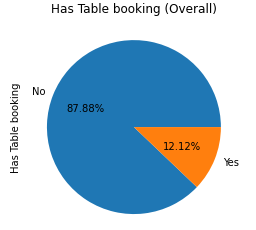 Has Table booking (Overall)
Has Table booking
No
87.88%
12.12%
Yes